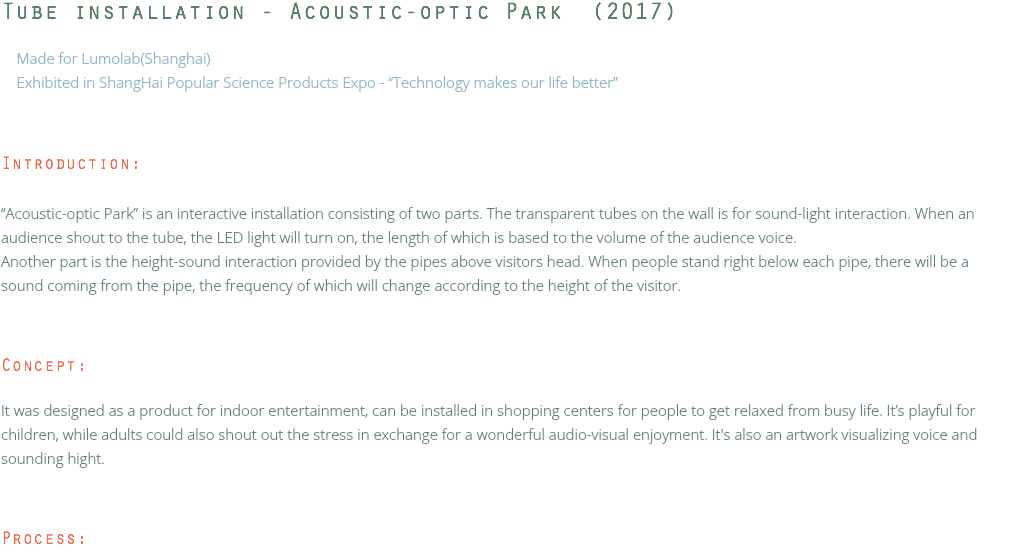 Tube installation - Acoustic-optic Park (2017)
Made for Lumolab(Shanghai)
Exhibited in ShangHai Popular Science Products Expo - “Technology makes our life better”
Introduction:
“Acoustic-optic Park” is an interactive installation consisting of two parts. The transparent tubes on the wall is for sound-light interaction. When an
audience shout to the tube, the LED light will turn on, the length of which is based to the volume of the audience voice.
Another part is the height-sound interaction provided by the pipes above visitors head. When people stand right below each pipe, there will be a
sound coming from the pipe, the frequency of which will change according to the height of the visitor.
Concept:
It was designed as a product for indoor entertainment, can be installed in shopping centers for people to get relaxed from busy life. It’s playful for
children, while adults could also shout out the stress in exchange for a wonderful audio-visual enjoyment. It's also an artwork visualizing voice and
sounding hight.
Process: